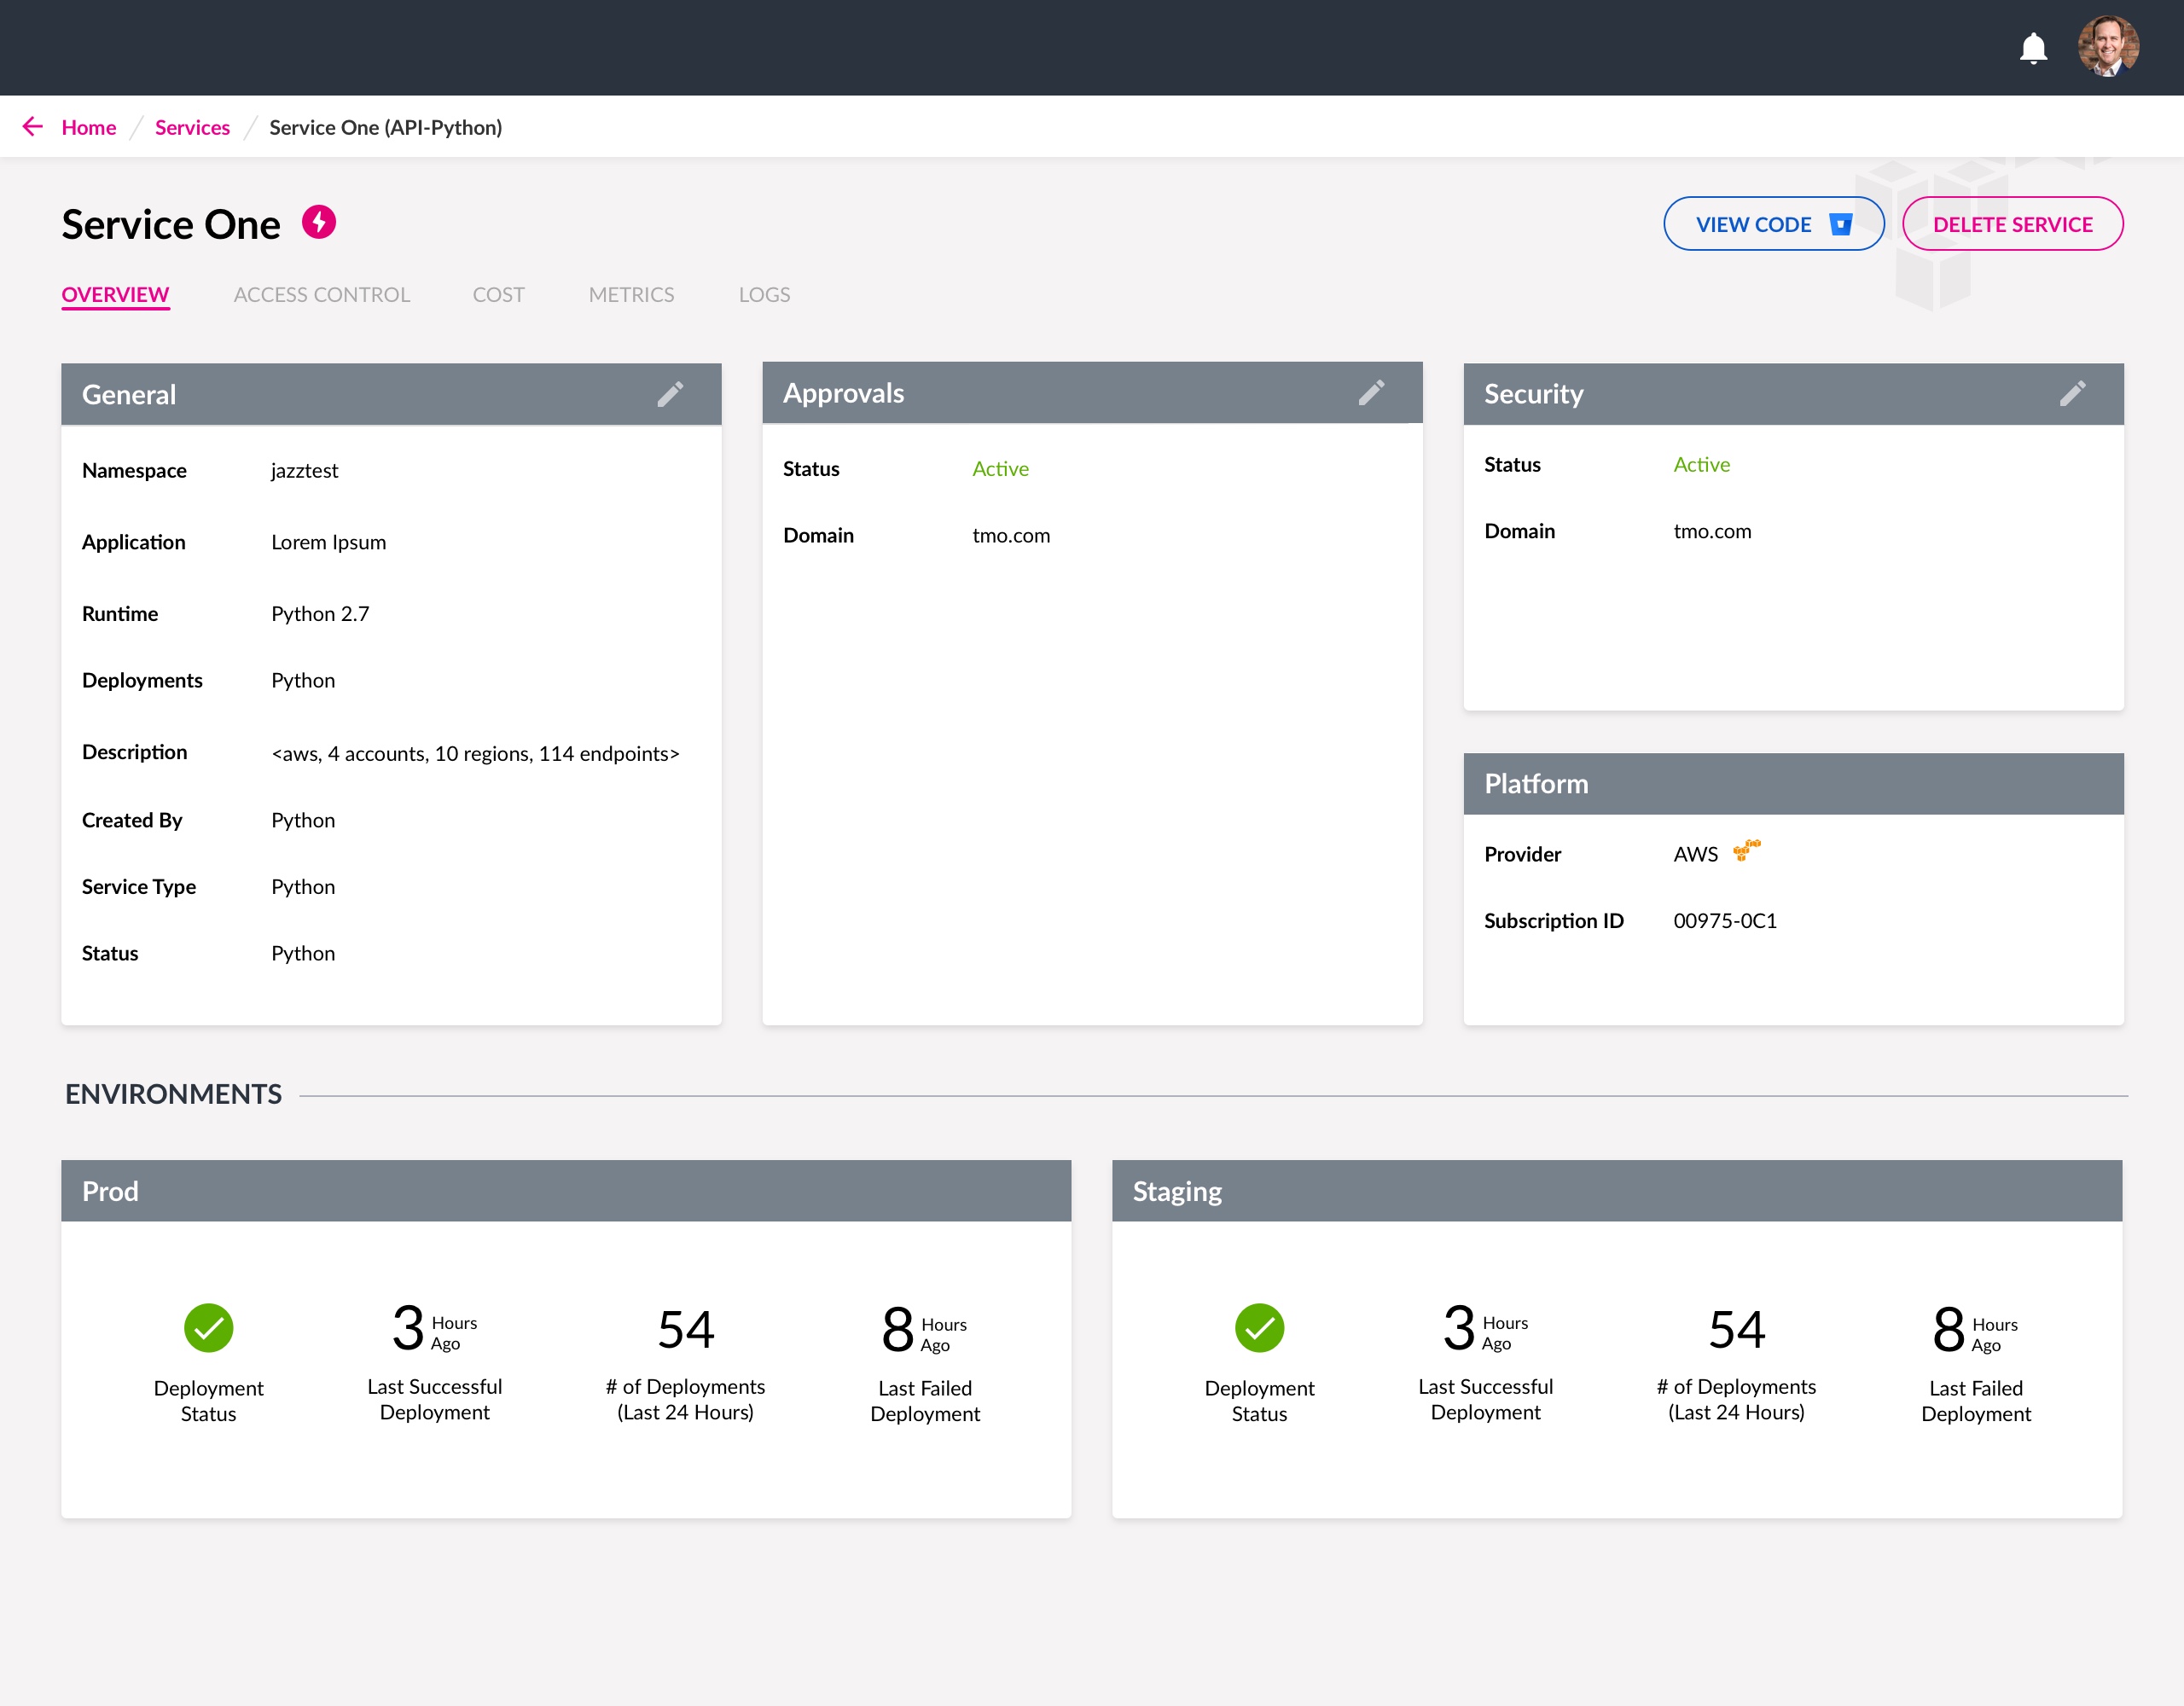 Home / Services / Service One (API-Python)
Service One
VIEW CODE
DELETE SERVICE
OVERVIEW ACCESS CONTROL COST METRICS LOGS
General
Namespace jazztest
Application Lorem Ipsum
Runtime Python 2.7
Deployments Python
Description <aws, 4 accounts, 10 regions, 114 endpoints>
Created By Python
Service Type Python
Status Python
Approvals
Status Active
Domain tmo.com
Security
Status Active
Domain tmo.com
Platform
Provider AWS
Subscription ID 00975-0C1
ENVIRONMENTS
Prod
Deployment
Status
3 Hours
Ago
Last Successful
Deployment
54
# of Deployments
(Last 24 Hours)
8 Hours
Ago
Last Failed
Deployment
Staging
Deployment
Status
3 Hours
Ago
Last Successful
Deployment
54
# of Deployments
(Last 24 Hours)
8 Hours
Ago
Last Failed
Deployment